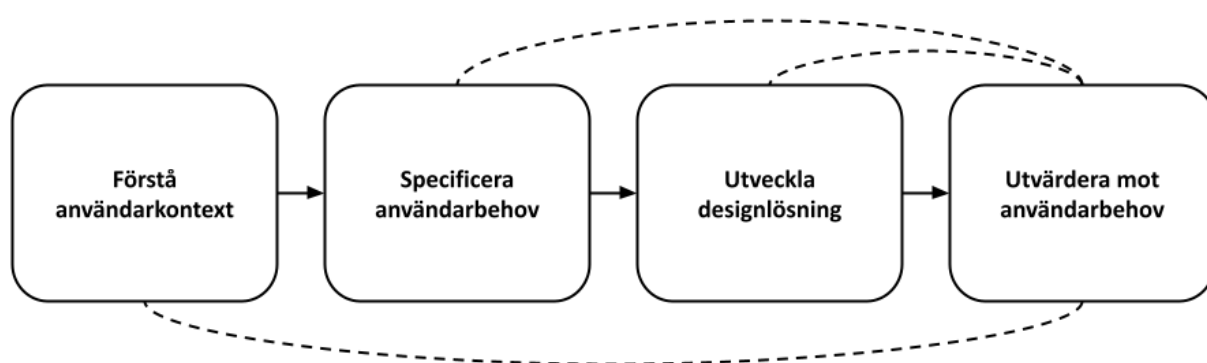 Förstå
användarkontext
Specificera
användarbehov
Utveckla
designlösning
Utvärdera mot
användarbehov